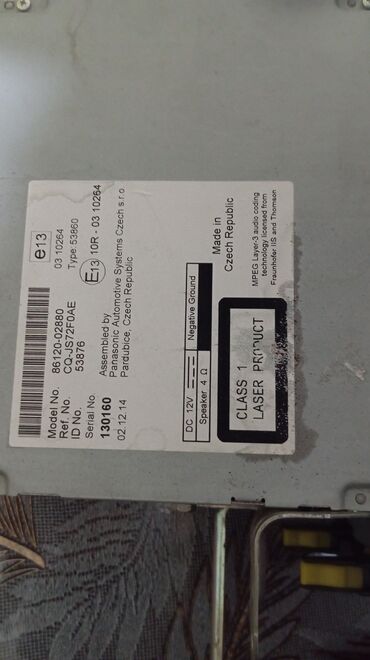 Model No. 86120-02880
Ref. No. CQ-JS72F0AE
ID No. 53876
Serial No.
130160
02.12.14
e13
03 10264
Type: 53860
E13 10R - 03 10264
Assembled by
Panasonic Automotive Systems Czech s.r.o.
Pardubice, Czech Republic
DC 12V
Negative Ground
Speaker 4 Ω
Made in
Czech Republic
CLASS 1
LASER PRODUCT
MPEG Layer-3 audio coding
technology licensed from
Fraunhofer IIS and Thomson